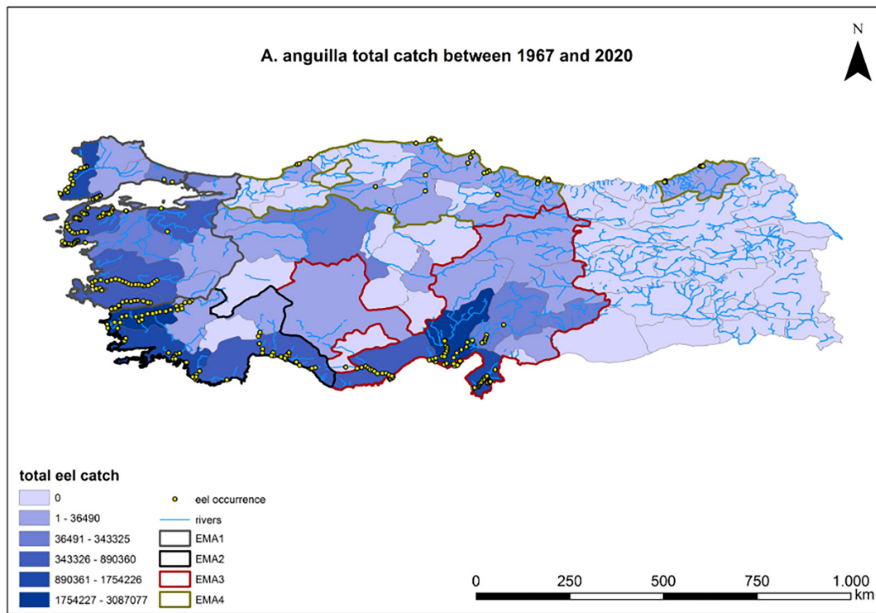 N
A. anguilla total catch between 1967 and 2020
total eel catch
0
1 - 36490
36491 - 343325
343326 - 890360
890361 - 1754226
1754227 - 3087077
eel occurrence
rivers
EMA1
EMA2
EMA3
EMA4
0 250 500 750 1.000
km